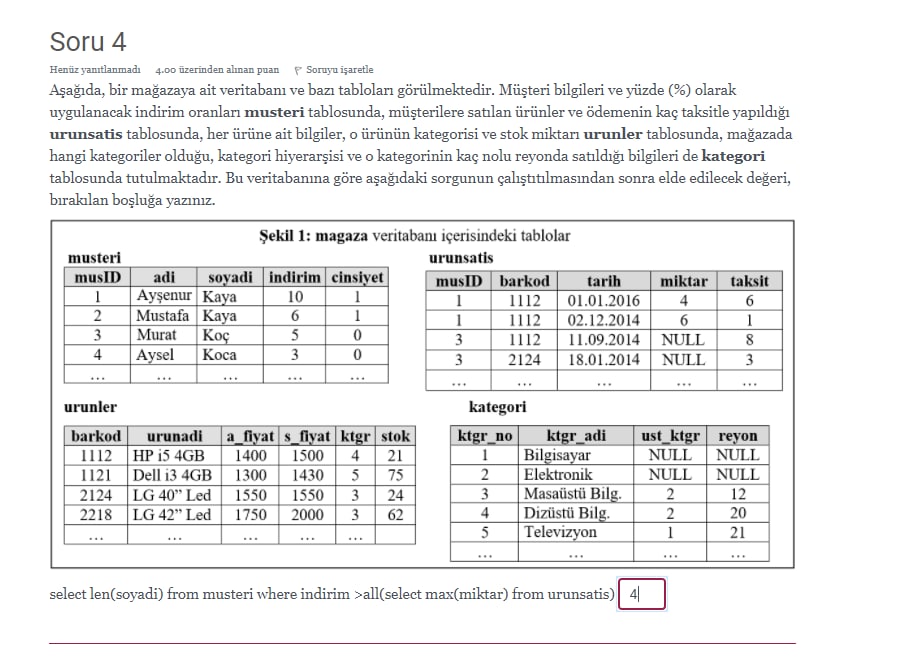 Soru 4
Henüz yanıtlanmadı 4.00 üzerinden alınan puan Soruyu işaretle
Aşağıda, bir mağazaya ait veritabanı ve bazı tabloları görülmektedir. Müşteri bilgileri ve yüzde (%) olarak
uygulanacak indirim oranları musteri tablosunda, müşterilere satılan ürünler ve ödemenin kaç taksitle yapıldığı
urunsatis tablosunda, her ürüne ait bilgiler, o ürünün kategorisi ve stok miktarı urunler tablosunda, mağazada
hangi kategoriler olduğu, kategori hiyerarşisi ve o kategorinin kaç nolu reyonda satıldığı bilgileri de kategori
tablosunda tutulmaktadır. Bu veritabanına göre aşağıdaki sorgunun çalıştıtılmasından sonra elde edilecek değeri,
bırakılan boşluğa yazınız.
Şekil 1: magaza veritabanı içerisindeki tablolar
musteri
musID adi soyadi indirim cinsiyet
1 Ayşenur Kaya 10 1
2 Mustafa Kaya 6 1
3 Murat Koç 5 0
4 Aysel Koca 3 0
... ... ... ... ...
urunsatis
musID barkod tarih miktar taksit
1 1112 01.01.2016 4 6
1 1112 02.12.2014 6 1
3 1112 11.09.2014 NULL 8
3 2124 18.01.2014 NULL 3
... ... ... ... ...
urunler
barkod urunadi a_fiyat s_fiyat ktgr stok
1112 HP i5 4GB 1400 1500 4 21
1121 Dell i3 4GB 1300 1430 5 75
2124 LG 40” Led 1550 1550 3 24
2218 LG 42” Led 1750 2000 3 62
... ... ... ... ...
kategori
ktgr_no ktgr_adi ust_ktgr reyon
1 Bilgisayar NULL NULL
2 Elektronik NULL NULL
3 Masaüstü Bilg. 2 12
4 Dizüstü Bilg. 2 20
5 Televizyon 1 21
... ... ... ...
select len(soyadi) from musteri where indirim >all(select max(miktar) from urunsatis) 4